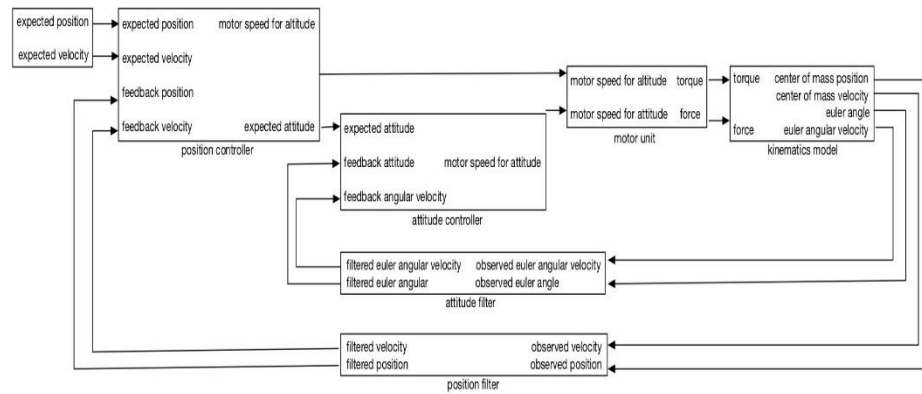 expected position
expected velocity
expected position motor speed for altitude
expected velocity
feedback position
feedback velocity expected attitude
position controller
expected attitude
feedback attitude motor speed for attitude
feedback angular velocity
attitude controller
motor speed for altitude torque
motor speed for attitude force
motor unit
torque center of mass position
center of mass velocity
euler angle
force euler angular velocity
kinematics model
filtered euler angular velocity observed euler angular velocity
filtered euler angular observed euler angle
attitude filter
filtered velocity observed velocity
filtered position observed position
position filter